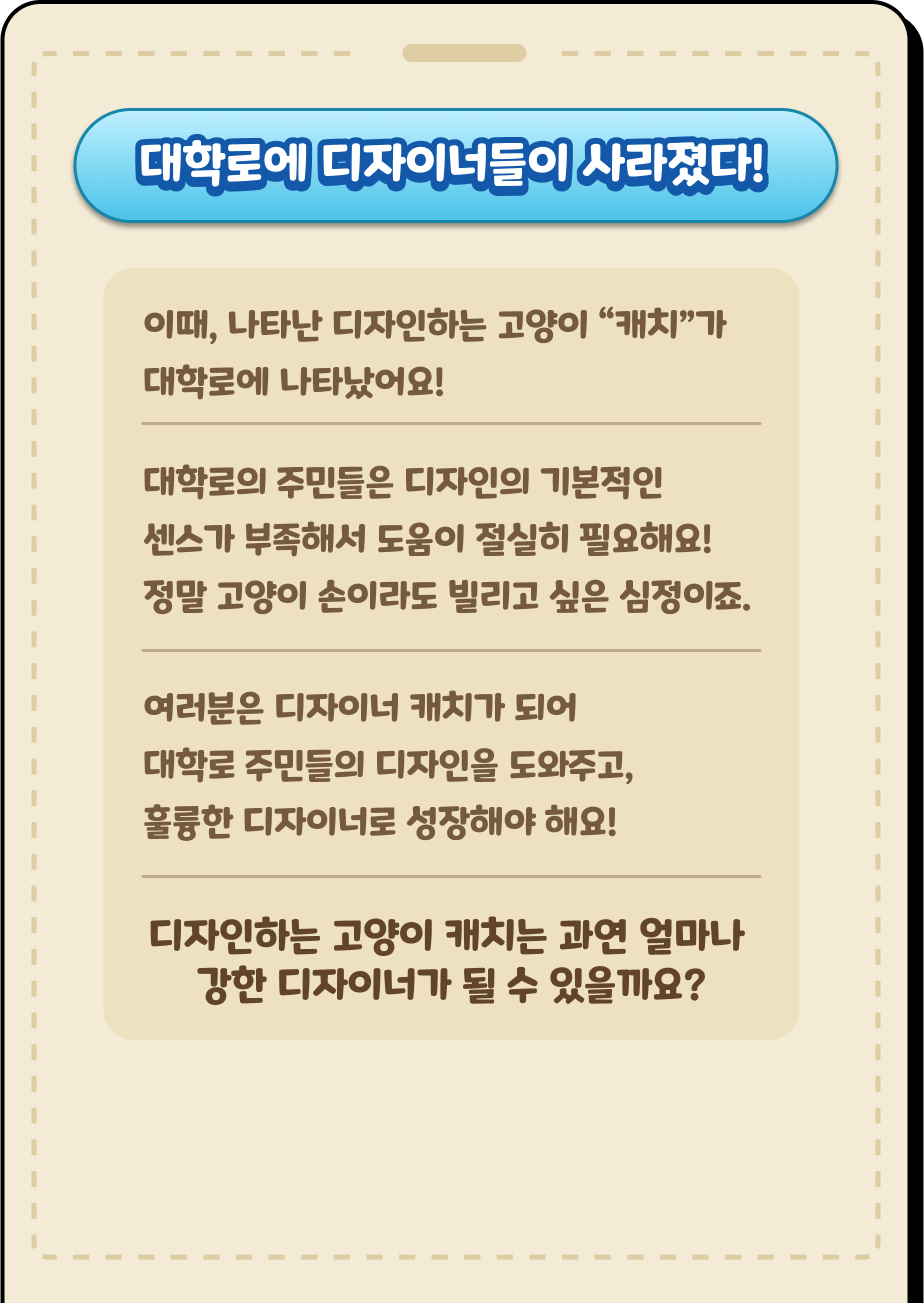 대학로에 디자이너들이 사라졌다!
이때, 나타난 디자인하는 고양이 “캐치”가
대학로에 나타났어요!
대학로의 주민들은 디자인의 기본적인
센스가 부족해서 도움이 절실히 필요해요!
정말 고양이 손이라도 빌리고 싶은 심정이죠.
여러분은 디자이너 캐치가 되어
대학로 주민들의 디자인을 도와주고,
훌륭한 디자이너로 성장해야 해요!
디자인하는 고양이 캐치는 과연 얼마나
강한 디자이너가 될 수 있을까요?